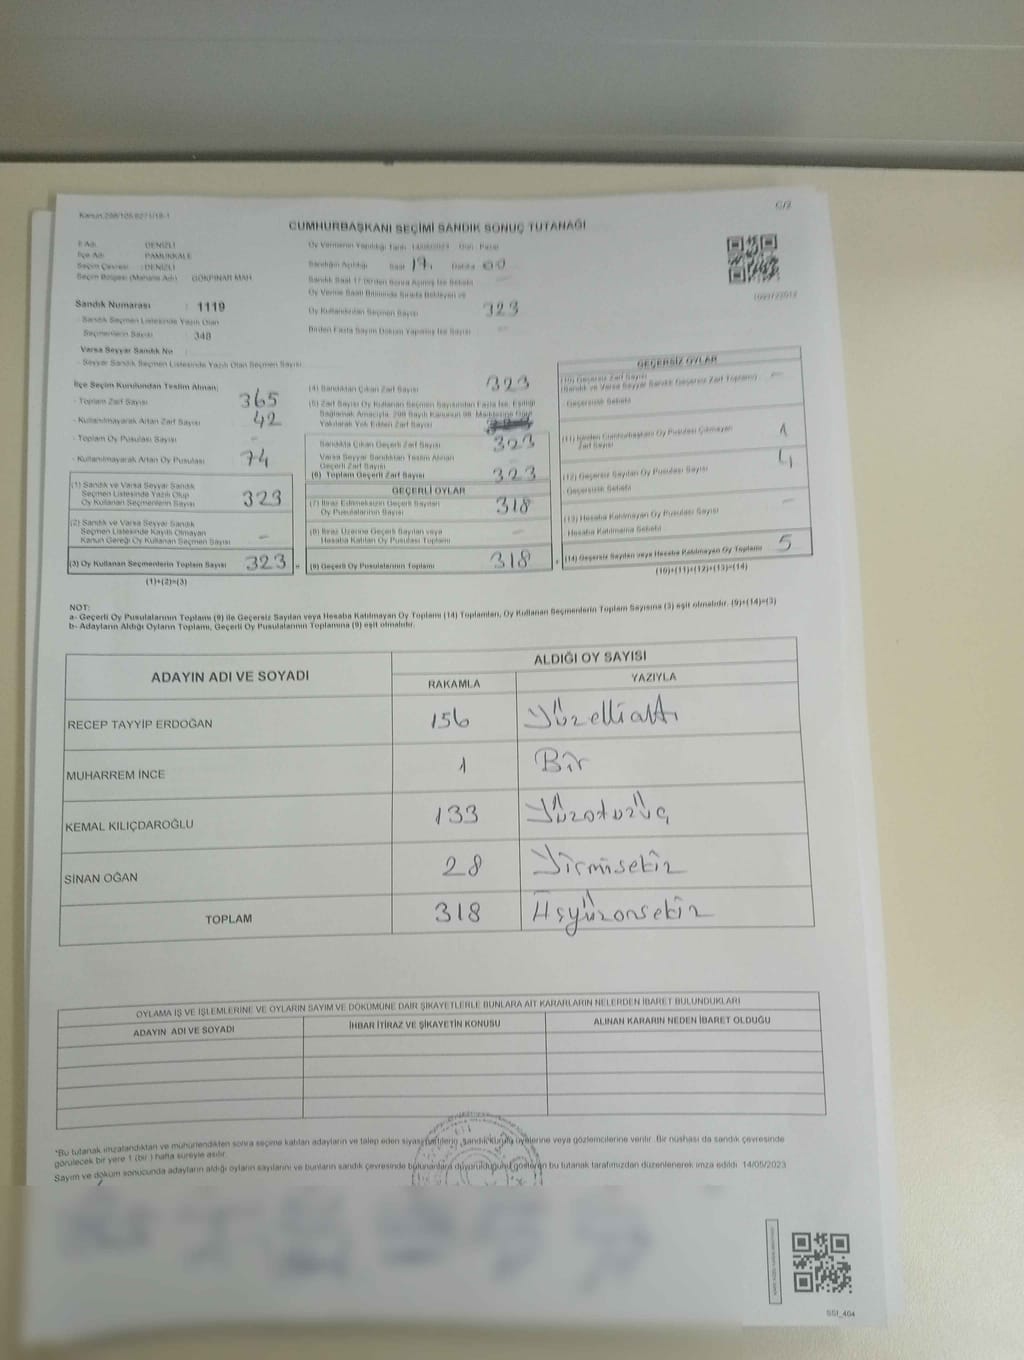 Kanun:298/105-6271/18-1
C/2
CUMHURBAŞKANI SEÇİMİ SANDIK SONUÇ TUTANAĞI
İl Adı : DENİZLİ
İlçe Adı : PAMUKKALE
Seçim Çevresi : DENİZLİ
Seçim Bölgesi (Mahalle Adı) : GÖKPINAR MAH
Sandık Numarası : 1119
- Sandık Seçmen Listesinde Yazılı Olan
Seçmenlerin Sayısı : 348
Varsa Seyyar Sandık No :
- Seyyar Sandık Seçmen Listesinde Yazılı Olan Seçmen Sayısı
Oy Vermenin Yapıldığı Tarih: 14/05/2023 Gün: Pazar
Sandığın Açıldığı Saat 17. Dakika 00
Sandık Saat 17:00'den Sonra Açılmış İse Sebebi
Oy Verme Saati Bitiminde Sırada Bekleyen ve
Oy Kullandırılan Seçmen Sayısı 323
Birden Fazla Sayım Döküm Yapılmış İse Sayısı
İlçe Seçim Kurulundan Teslim Alınan;
- Toplam Zarf Sayısı 365
- Kullanılmayarak Artan Zarf Sayısı 42
- Toplam Oy Pusulası Sayısı -
- Kullanılmayarak Artan Oy Pusulası 74
(1) Sandık ve Varsa Seyyar Sandık
Seçmen Listesinde Yazılı Olup
Oy Kullanan Seçmenlerin Sayısı 323
(2) Sandık ve Varsa Seyyar Sandık
Seçmen Listesinde Kayıtlı Olmayan
Kanun Gereği Oy Kullanan Seçmen Sayısı -
(3) Oy Kullanan Seçmenlerin Toplam Sayısı 323
(1)+(2)=(3)
(4) Sandıktan Çıkan Zarf Sayısı 323
(5) Zarf Sayısı Oy Kullanan Seçmen Sayısından Fazla İse, Eşitliği
Sağlamak Amacıyla, 298 Sayılı Kanunun 98. Maddesine Göre
Yakılarak Yok Edilen Zarf Sayısı
Sandıkta Çıkan Geçerli Zarf Sayısı 323
Varsa Seyyar Sandıktan Teslim Alınan
Geçerli Zarf Sayısı -
(6) Toplam Geçerli Zarf Sayısı 323
GEÇERLİ OYLAR
(7) İtiraz Edilmeksizin Geçerli Sayılan
Oy Pusulalarının Sayısı 318
(8) İtiraz Üzerine Geçerli Sayılan veya
Hesaba Katılan Oy Pusulası Toplamı -
(9) Geçerli Oy Pusulalarının Toplamı 318
GEÇERSİZ OYLAR
(10) Geçersiz Zarf Sayısı
(Sandık ve Varsa Seyyar Sandık Geçersiz Zarf Toplamı) -
Geçersizlik Sebebi
(11) İçinden Cumhurbaşkanı Oy Pusulası Çıkmayan
Zarf Sayısı 1
(12) Geçersiz Sayılan Oy Pusulası Sayısı 4
Geçersizlik Sebebi
(13) Hesaba Katılmayan Oy Pusulası Sayısı -
Hesaba Katılmama Sebebi
(14) Geçersiz Sayılan veya Hesaba Katılmayan Oy Toplamı 5
(10)+(11)+(12)+(13)=(14)
NOT:
a- Geçerli Oy Pusulalarının Toplamı (9) ile Geçersiz Sayılan veya Hesaba Katılmayan Oy Toplamı (14) Toplamları, Oy Kullanan Seçmenlerin Toplam Sayısına (3) eşit olmalıdır. (9)+(14)=(3)
b- Adayların Aldığı Oyların Toplamı, Geçerli Oy Pusulalarının Toplamına (9) eşit olmalıdır.
ADAYIN ADI VE SOYADI
ALDIĞI OY SAYISI
RAKAMLA YAZIYLA
RECEP TAYYİP ERDOĞAN 156 Yüzellialtı
MUHARREM İNCE 1 Bir
KEMAL KILIÇDAROĞLU 133 Yüzotuzüç
SİNAN OĞAN 28 Yirmisekiz
TOPLAM 318 Üçyüzonsekiz
OYLAMA İŞ VE İŞLEMLERİNE VE OYLARIN SAYIM VE DÖKÜMÜNE DAİR ŞİKAYETLERLE BUNLARA AİT KARARLARIN NELERDEN İBARET BULUNDUKLARI
ADAYIN ADI VE SOYADI İHBAR İTİRAZ VE ŞİKAYETİN KONUSU ALINAN KARARIN NEDEN İBARET OLDUĞU
*Bu tutanak imzalandıktan ve mühürlendikten sonra seçime katılan adayların ve talep eden siyasi partilerin sandık kurulu üyelerine veya gözlemcilerine verilir. Bir nüshası da sandık çevresinde
görülecek bir yere 1 (bir) hafta süreyle asılır.
Sayım ve döküm sonucunda adayların aldığı oyların sayılarını ve bunların sandık çevresinde bulunanlara duyurulduğunu gösteren bu tutanak tarafımızdan düzenlenerek imza edildi. 14/05/2023
SSI_404